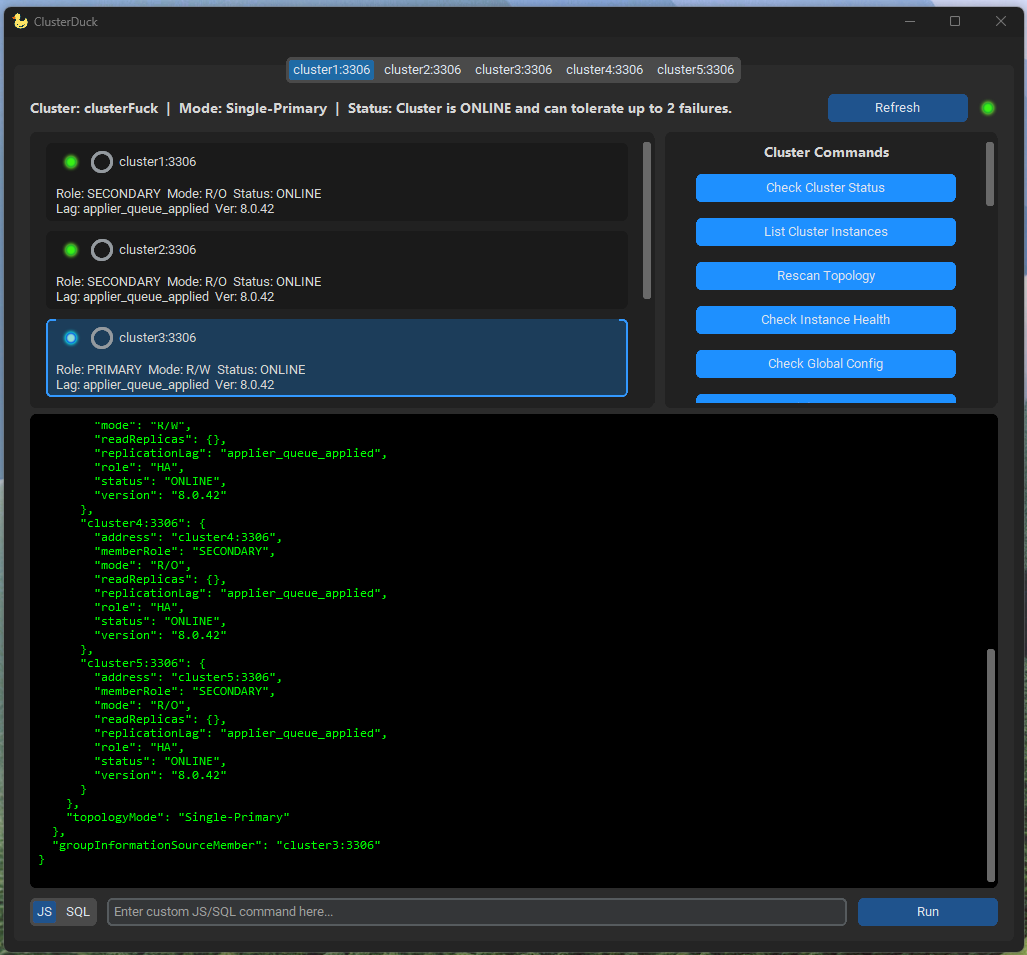 ClusterDuck
cluster1:3306 cluster2:3306 cluster3:3306 cluster4:3306 cluster5:3306
Cluster: clusterFuck | Mode: Single-Primary | Status: Cluster is ONLINE and can tolerate up to 2 failures.
Refresh
cluster1:3306
Role: SECONDARY Mode: R/O Status: ONLINE
Lag: applier_queue_applied Ver: 8.0.42
cluster2:3306
Role: SECONDARY Mode: R/O Status: ONLINE
Lag: applier_queue_applied Ver: 8.0.42
cluster3:3306
Role: PRIMARY Mode: R/W Status: ONLINE
Lag: applier_queue_applied Ver: 8.0.42
Cluster Commands
Check Cluster Status
List Cluster Instances
Rescan Topology
Check Instance Health
Check Global Config
"mode": "R/W",
"readReplicas": {},
"replicationLag": "applier_queue_applied",
"role": "HA",
"status": "ONLINE",
"version": "8.0.42"
},
"cluster4:3306": {
"address": "cluster4:3306",
"memberRole": "SECONDARY",
"mode": "R/O",
"readReplicas": {},
"replicationLag": "applier_queue_applied",
"role": "HA",
"status": "ONLINE",
"version": "8.0.42"
},
"cluster5:3306": {
"address": "cluster5:3306",
"memberRole": "SECONDARY",
"mode": "R/O",
"readReplicas": {},
"replicationLag": "applier_queue_applied",
"role": "HA",
"status": "ONLINE",
"version": "8.0.42"
}
},
"topologyMode": "Single-Primary"
},
"groupInformationSourceMember": "cluster3:3306"
}
JS SQL
Enter custom JS/SQL command here...
Run